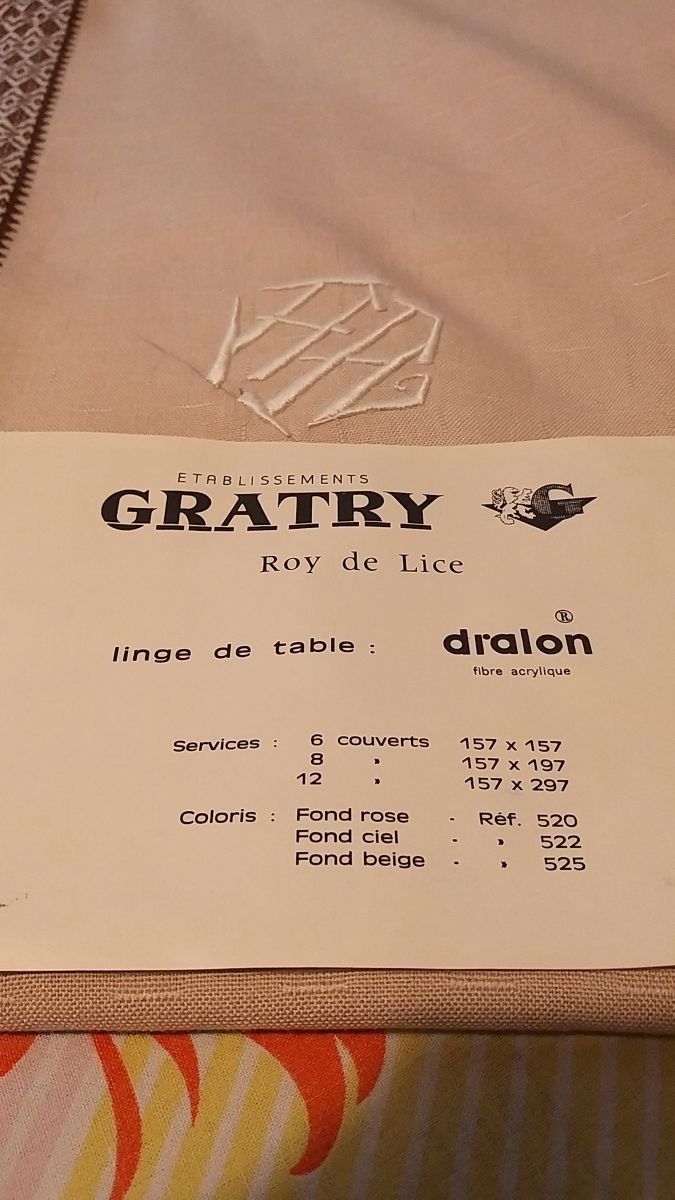 ETABLISSEMENTS
GRATRY G
Roy de Lice
linge de table : dralon ®
fibre acrylique
Services : 6 couverts 157 x 157
8 " 157 x 197
12 " 157 x 297
Coloris : Fond rose - Réf. 520
Fond ciel - " 522
Fond beige - " 525